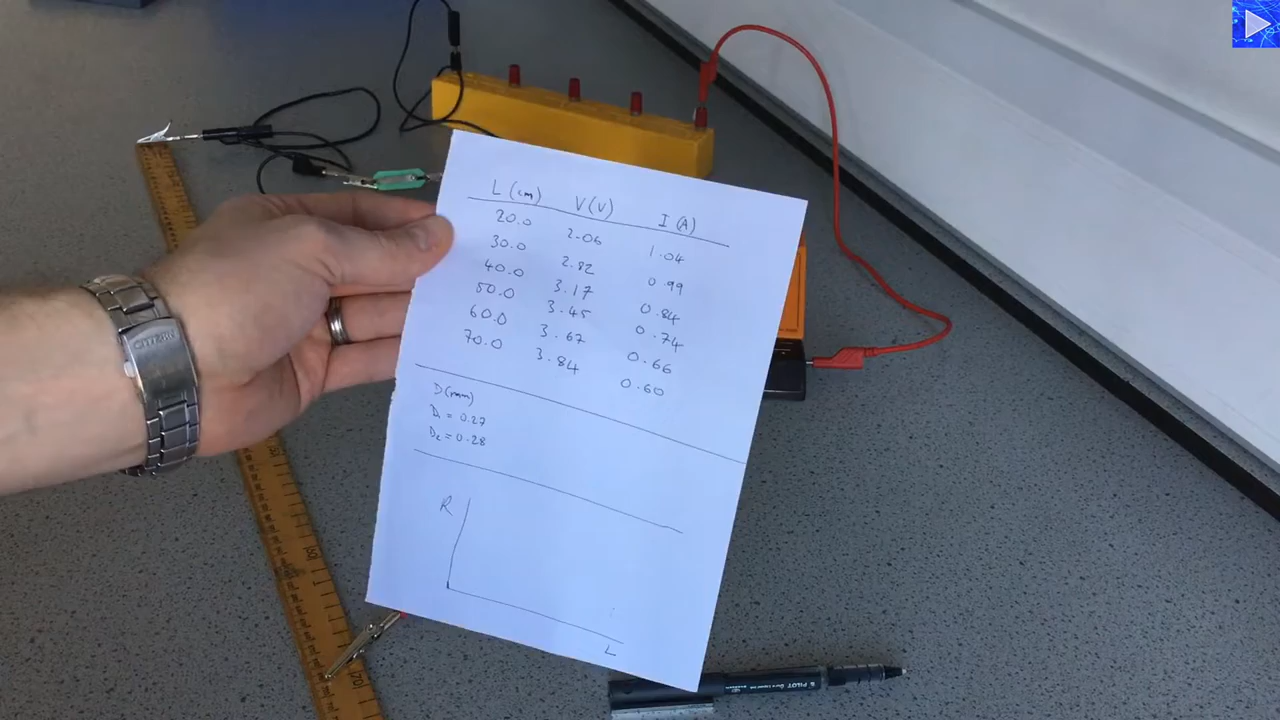 L (cm) V (V) I (A)
20.0 2.06 1.04
30.0 2.82 0.99
40.0 3.17 0.84
50.0 3.45 0.74
60.0 3.67 0.66
70.0 3.84 0.60
D (mm)
D₁ = 0.27
D₂ = 0.28
R
L
CITIZEN
PILOT